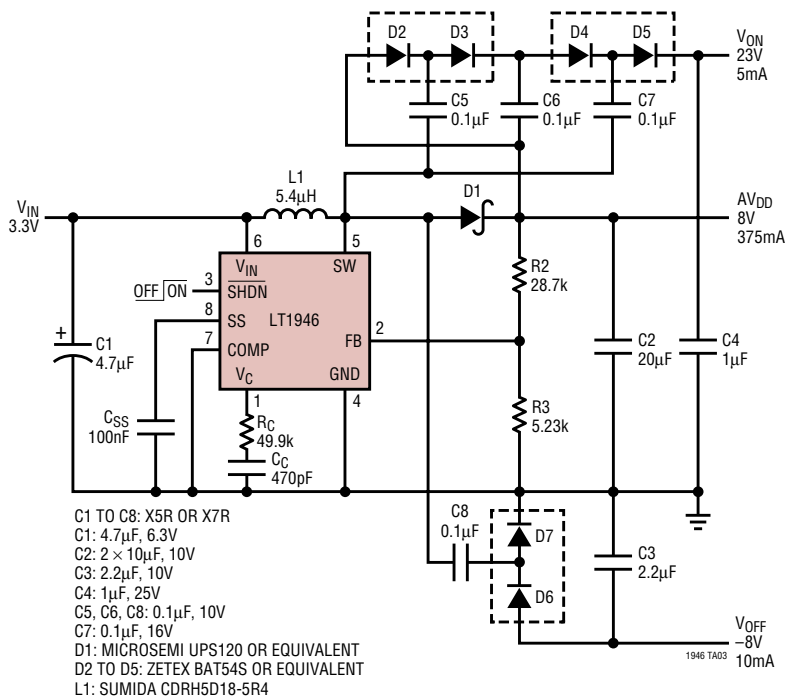 D2
D3
D4
D5
V_ON
23V
5mA
C5
0.1µF
C6
0.1µF
C7
0.1µF
L1
5.4µH
D1
V_IN
3.3V
AV_DD
8V
375mA
6
5
V_IN
SW
3
OFF ON
SHDN
R2
28.7k
8
SS
LT1946
2
FB
7
COMP
C1
4.7µF
+
C2
20µF
C4
1µF
V_C
GND
1
4
C_SS
100nF
R_C
49.9k
R3
5.23k
C_C
470pF
C8
0.1µF
D7
D6
C3
2.2µF
V_OFF
–8V
10mA
C1 TO C8: X5R OR X7R
C1: 4.7µF, 6.3V
C2: 2 × 10µF, 10V
C3: 2.2µF, 10V
C4: 1µF, 25V
C5, C6, C8: 0.1µF, 10V
C7: 0.1µF, 16V
D1: MICROSEMI UPS120 OR EQUIVALENT
D2 TO D5: ZETEX BAT54S OR EQUIVALENT
L1: SUMIDA CDRH5D18-5R4
1946 TA03